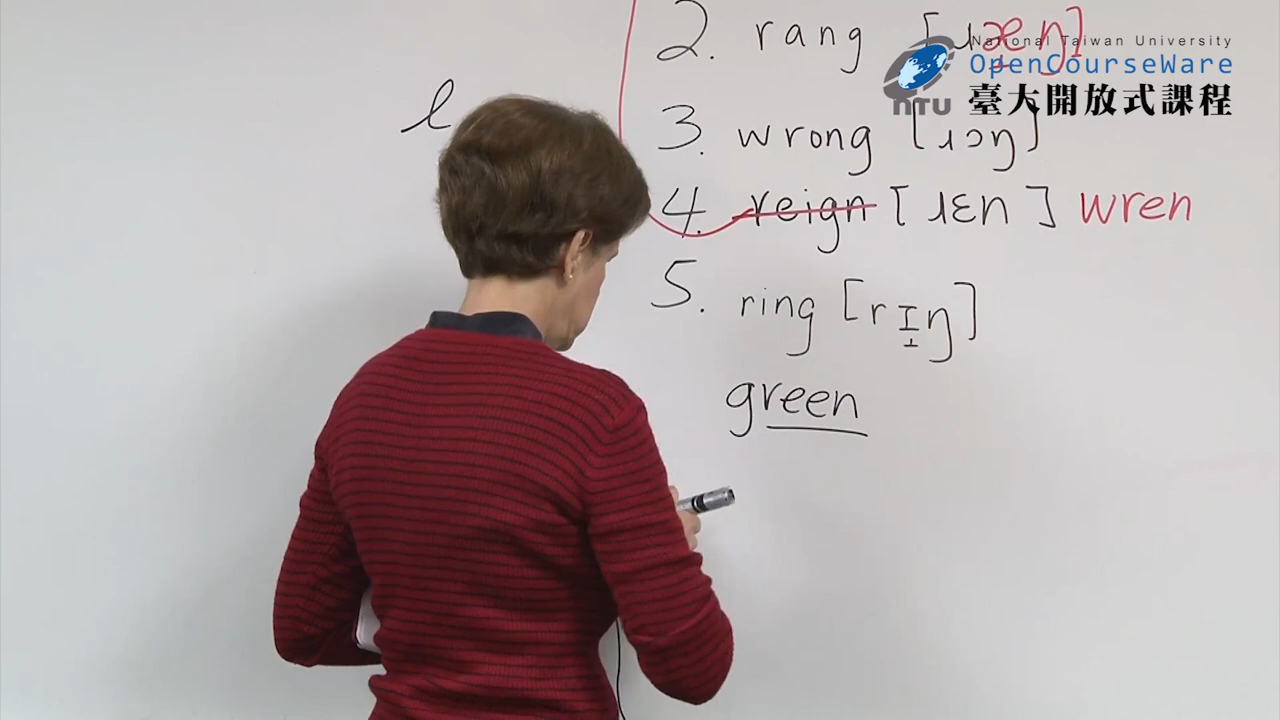 2. rang [ɹæŋ]
National Taiwan University
OpenCourseWare
臺大開放式課程
NTU
l
3. wrong [ɹɔŋ]
4. reign [ɹɛn] wren
5. ring [rɪŋ]
green